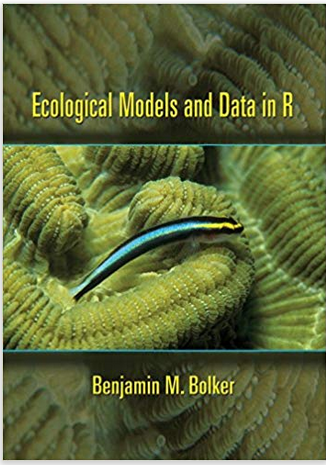 Ecological Models and Data in R
Benjamin M. Bolker